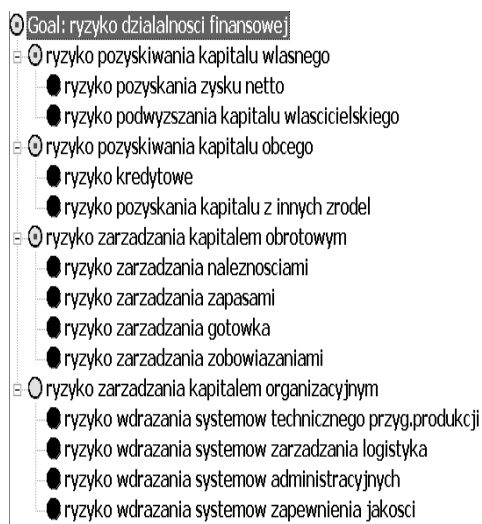 Goal: ryzyko dzialalnosci finansowej
ryzyko pozyskiwania kapitalu wlasnego
ryzyko pozyskania zysku netto
ryzyko podwyzszania kapitalu wlascicielskiego
ryzyko pozyskiwania kapitalu obcego
ryzyko kredytowe
ryzyko pozyskania kapitalu z innych zrodel
ryzyko zarzadzania kapitalem obrotowym
ryzyko zarzadzania naleznosciami
ryzyko zarzadzania zapasami
ryzyko zarzadzania gotowka
ryzyko zarzadzania zobowiazaniami
ryzyko zarzadzania kapitalem organizacyjnym
ryzyko wdrazania systemow technicznego przyg.produkcji
ryzyko wdrazania systemow zarzadzania logistyka
ryzyko wdrazania systemow administracyjnych
ryzyko wdrazania systemow zapewnienia jakosci